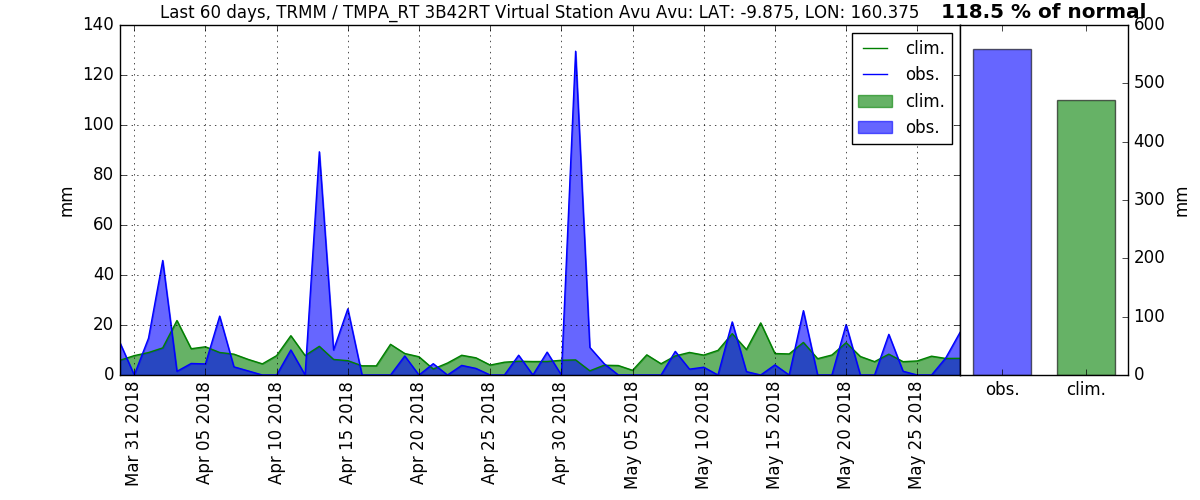 Last 60 days, TRMM / TMPA_RT 3B42RT Virtual Station Avu Avu: LAT: -9.875, LON: 160.375
118.5 % of normal
140
120
100
80
60
40
20
0
mm
clim.
obs.
clim.
obs.
Mar 31 2018
Apr 05 2018
Apr 10 2018
Apr 15 2018
Apr 20 2018
Apr 25 2018
Apr 30 2018
May 05 2018
May 10 2018
May 15 2018
May 20 2018
May 25 2018
600
500
400
300
200
100
0
mm
obs.
clim.